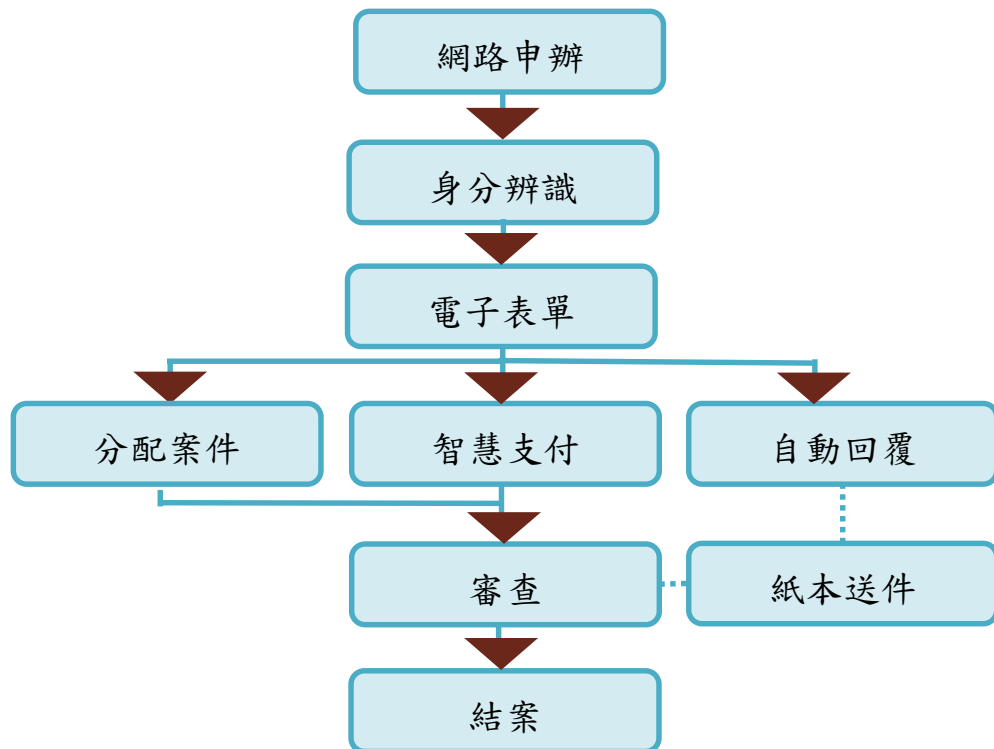 網路申辦
身分辨識
電子表單
分配案件
智慧支付
自動回覆
審查
紙本送件
結案